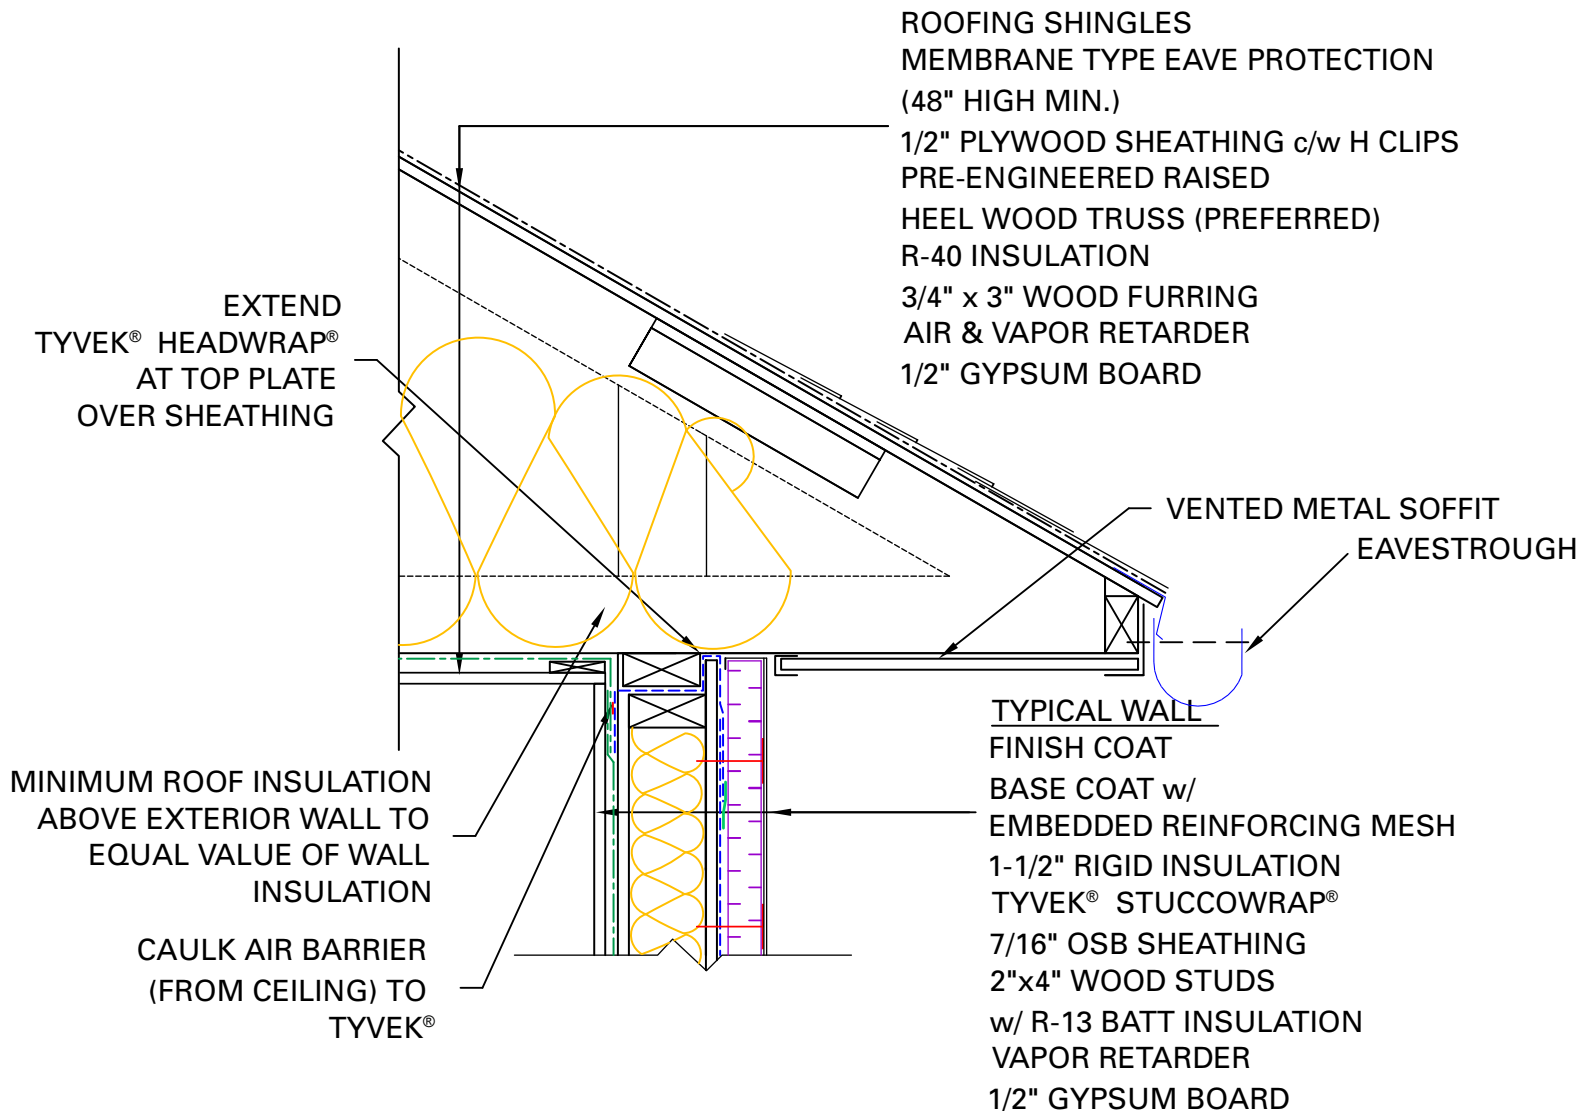 ROOFING SHINGLES
MEMBRANE TYPE EAVE PROTECTION
(48" HIGH MIN.)
1/2" PLYWOOD SHEATHING c/w H CLIPS
PRE-ENGINEERED RAISED
HEEL WOOD TRUSS (PREFERRED)
R-40 INSULATION
3/4" x 3" WOOD FURRING
AIR & VAPOR RETARDER
1/2" GYPSUM BOARD
EXTEND
TYVEK® HEADWRAP®
AT TOP PLATE
OVER SHEATHING
VENTED METAL SOFFIT
EAVESTROUGH
MINIMUM ROOF INSULATION
ABOVE EXTERIOR WALL TO
EQUAL VALUE OF WALL
INSULATION
CAULK AIR BARRIER
(FROM CEILING) TO
TYVEK®
TYPICAL WALL
FINISH COAT
BASE COAT w/
EMBEDDED REINFORCING MESH
1-1/2" RIGID INSULATION
TYVEK® STUCCOWRAP®
7/16" OSB SHEATHING
2"x4" WOOD STUDS
w/ R-13 BATT INSULATION
VAPOR RETARDER
1/2" GYPSUM BOARD